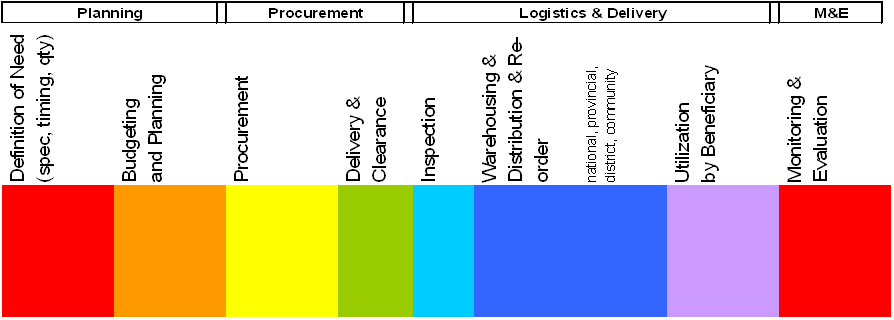 Planning
Procurement
Logistics & Delivery
M&E
Definition of Need
(spec, timing, qty)
Budgeting
and Planning
Procurement
Delivery &
Clearance
Inspection
Warehousing &
Distribution & Re-
order
national, provincial,
district, community
Utilization
by Beneficiary
Monitoring &
Evaluation